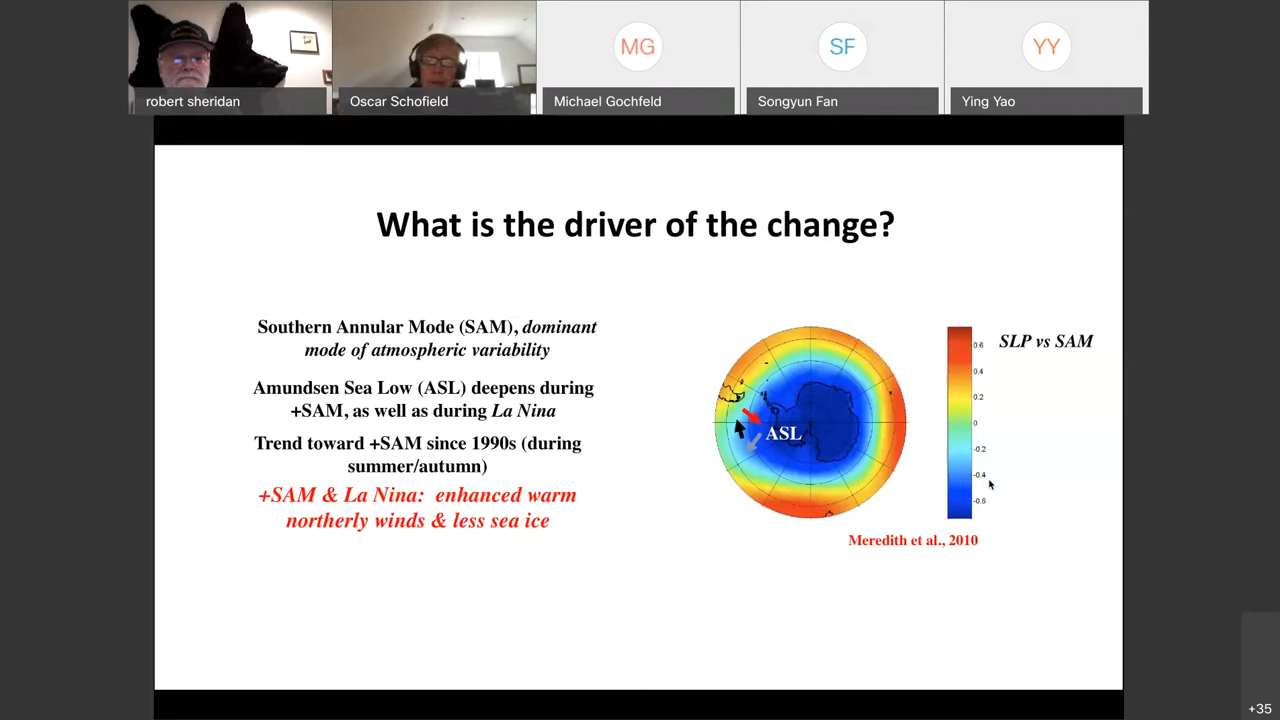 MG
SF
YY
robert sheridan
Oscar Schofield
Michael Gochfeld
Songyun Fan
Ying Yao
What is the driver of the change?
Southern Annular Mode (SAM), dominant
mode of atmospheric variability
Amundsen Sea Low (ASL) deepens during
+SAM, as well as during La Nina
Trend toward +SAM since 1990s (during
summer/autumn)
+SAM & La Nina: enhanced warm
northerly winds & less sea ice
ASL
0.6
0.4
0.2
0
-0.2
-0.4
-0.6
SLP vs SAM
Meredith et al., 2010
+35